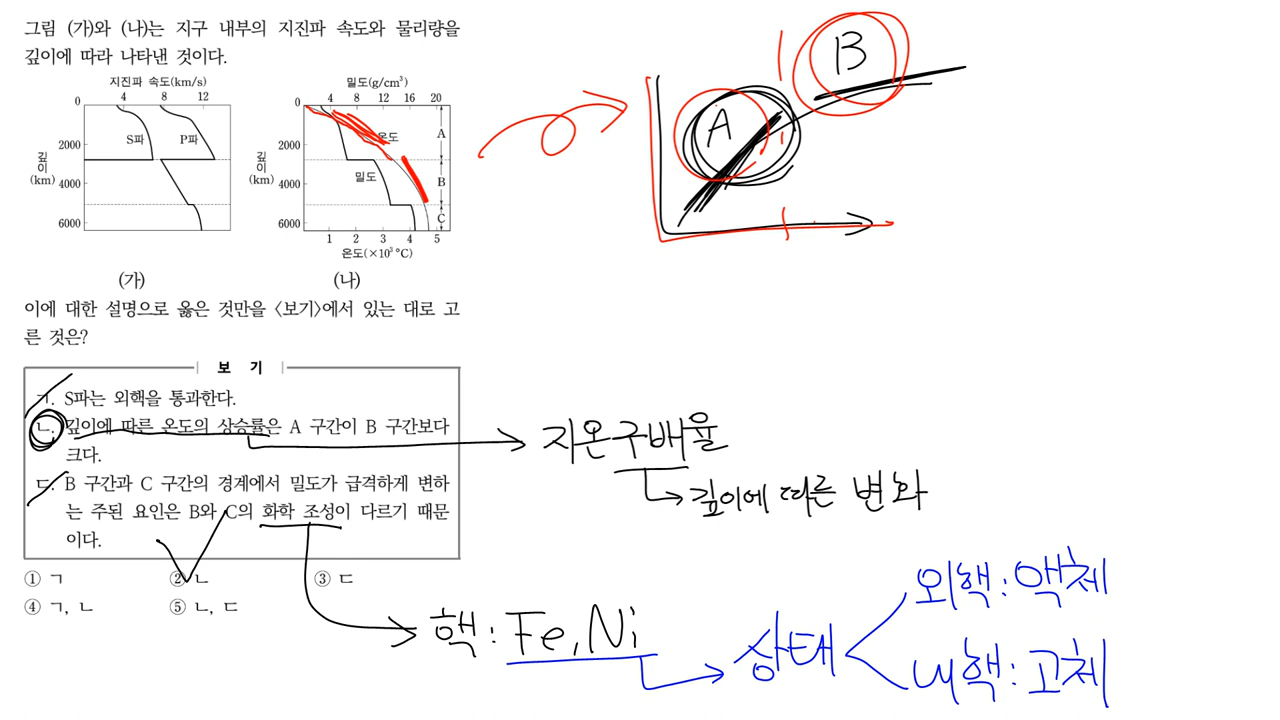 그림 (가)와 (나)는 지구 내부의 지진파 속도와 물리량을
깊이에 따라 나타낸 것이다.
지진파 속도(km/s)
4 8 12
0
2000
4000
6000
깊이
(km)
S파
P파
(가)
밀도(g/cm³)
0 4 8 12 16 20
2000
4000
6000
깊이
(km)
온도
밀도
A
B
C
1 2 3 4 5
온도(×10³ ℃)
(나)
A
B
이에 대한 설명으로 옳은 것만을 〈보기〉에서 있는 대로 고
른 것은?
보 기
ㄱ. S파는 외핵을 통과한다.
ㄴ. 깊이에 따른 온도의 상승률은 A 구간이 B 구간보다
크다.
ㄷ. B 구간과 C 구간의 경계에서 밀도가 급격하게 변하
는 주된 요인은 B와 C의 화학 조성이 다르기 때문
이다.
① ㄱ ② ㄴ ③ ㄷ
④ ㄱ, ㄴ ⑤ ㄴ, ㄷ
지온구배율
깊이에 따른 변화
핵: Fe, Ni
상태
외핵: 액체
내핵: 고체